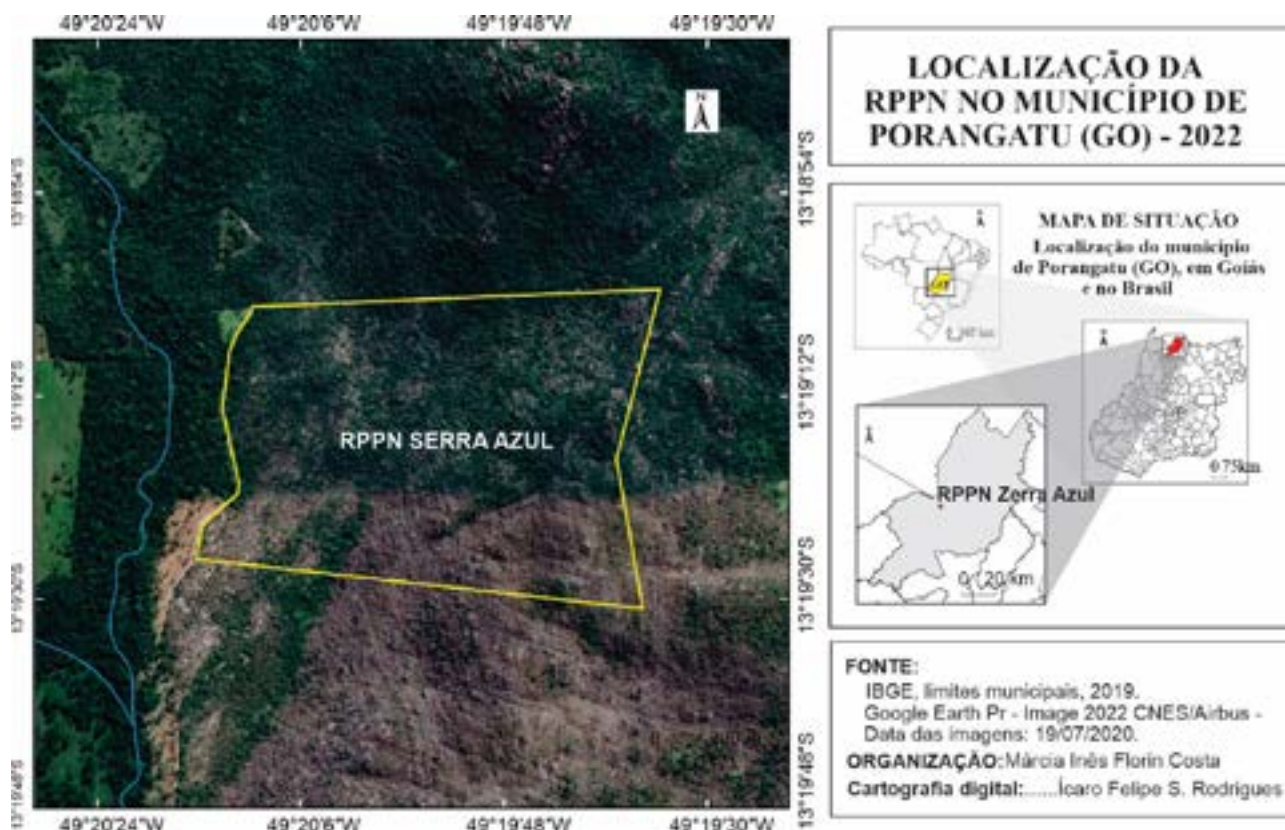 49°20'24"W 49°20'6"W 49°19'48"W 49°19'30"W
13°18'54"S
13°19'12"S
13°19'30"S
13°19'48"S
N
RPPN SERRA AZUL
13°18'54"S
13°19'12"S
13°19'30"S
13°19'48"S
49°20'24"W 49°20'6"W 49°19'48"W 49°19'30"W
LOCALIZAÇÃO DA
RPPN NO MUNICÍPIO DE
PORANGATU (GO) - 2022
MAPA DE SITUAÇÃO
Localização do município
de Porangatu (GO), em Goiás
e no Brasil
0 75km
RPPN Zerra Azul
0 20 km
FONTE:
IBGE, limites municipais, 2019.
Google Earth Pr - Image 2022 CNES/Airbus -
Data das imagens: 19/07/2020.
ORGANIZAÇÃO: Márcia Inês Florin Costa
Cartografia digital:.....Ícaro Felipe S. Rodrigues